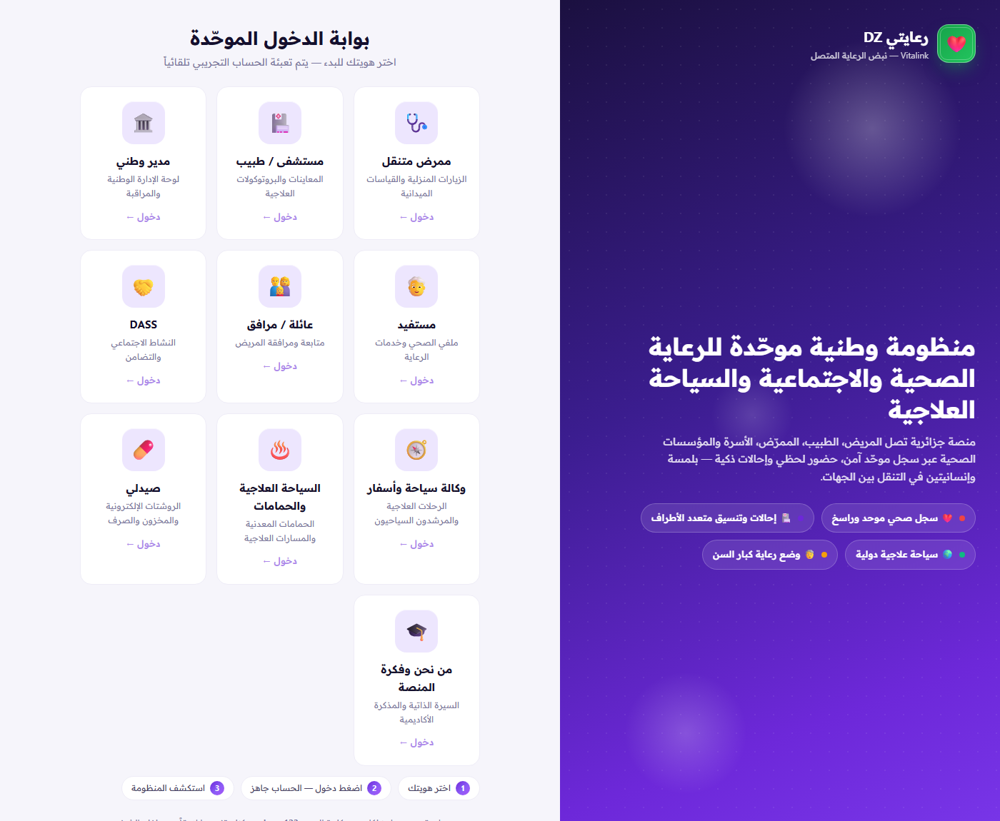 رعايتي DZ
Vitalink — نبض الرعاية المتصل
منظومة وطنية موحّدة للرعاية
الصحية والاجتماعية والسياحة
العلاجية
منصة جزائرية تصل المريض، الطبيب، الممرّض، الأسرة والمؤسسات
الصحية عبر سجل موحّد آمن، حضور لحظي وإحالات ذكية — بلمسة
وإنسانيتين في التنقل بين الجهات.
سجل صحي موحد وراسخ
إحالات وتنسيق متعدد الأطراف
سياحة علاجية دولية
وضع رعاية كبار السن
بوابة الدخول الموحّدة
اختر هويتك للبدء — يتم تعبئة الحساب التجريبي تلقائياً
ممرض متنقل
الزيارات المنزلية والقياسات
الميدانية
دخول ←
مستشفى / طبيب
المعاينات والبروتوكولات
العلاجية
دخول ←
مدير وطني
لوحة الإدارة الوطنية
والمراقبة
دخول ←
مستفيد
ملفي الصحي وخدمات
الرعاية
دخول ←
عائلة / مرافق
متابعة ومرافقة المريض
دخول ←
DASS
النشاط الاجتماعي
والتضامن
دخول ←
وكالة سياحة وأسفار
الرحلات العلاجية
والمرشدون السياحيون
دخول ←
السياحة العلاجية
والحمامات
الحمامات المعدنية
والمسارات العلاجية
دخول ←
صيدلي
الروشتات الإلكترونية
والمخزون والصرف
دخول ←
من نحن وفكرة
المنصة
السيرة الذاتية والمذكرة
الأكاديمية
دخول ←
1 اختر هويتك
2 اضغط دخول — الحساب جاهز
3 استكشف المنظومة